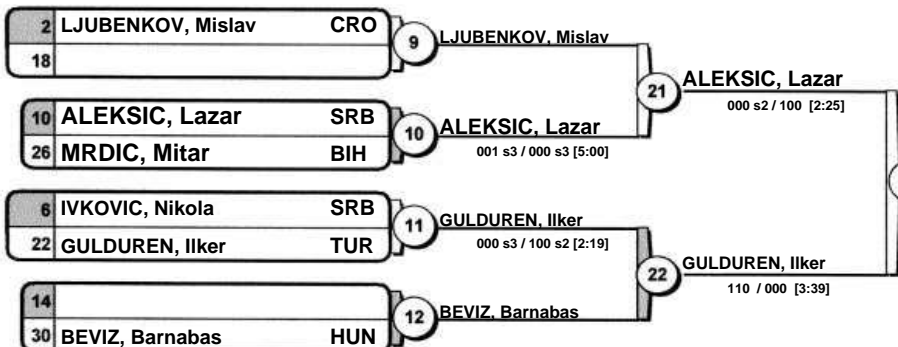 2 LJUBENKOV, Mislav CRO
18
9 LJUBENKOV, Mislav
10 ALEKSIC, Lazar SRB
26 MRDIC, Mitar BIH
10 ALEKSIC, Lazar
001 s3 / 000 s3 [5:00]
21 ALEKSIC, Lazar
000 s2 / 100 [2:25]
6 IVKOVIC, Nikola SRB
22 GULDUREN, Ilker TUR
11 GULDUREN, Ilker
000 s3 / 100 s2 [2:19]
14
30 BEVIZ, Barnabas HUN
12 BEVIZ, Barnabas
22 GULDUREN, Ilker
110 / 000 [3:39]